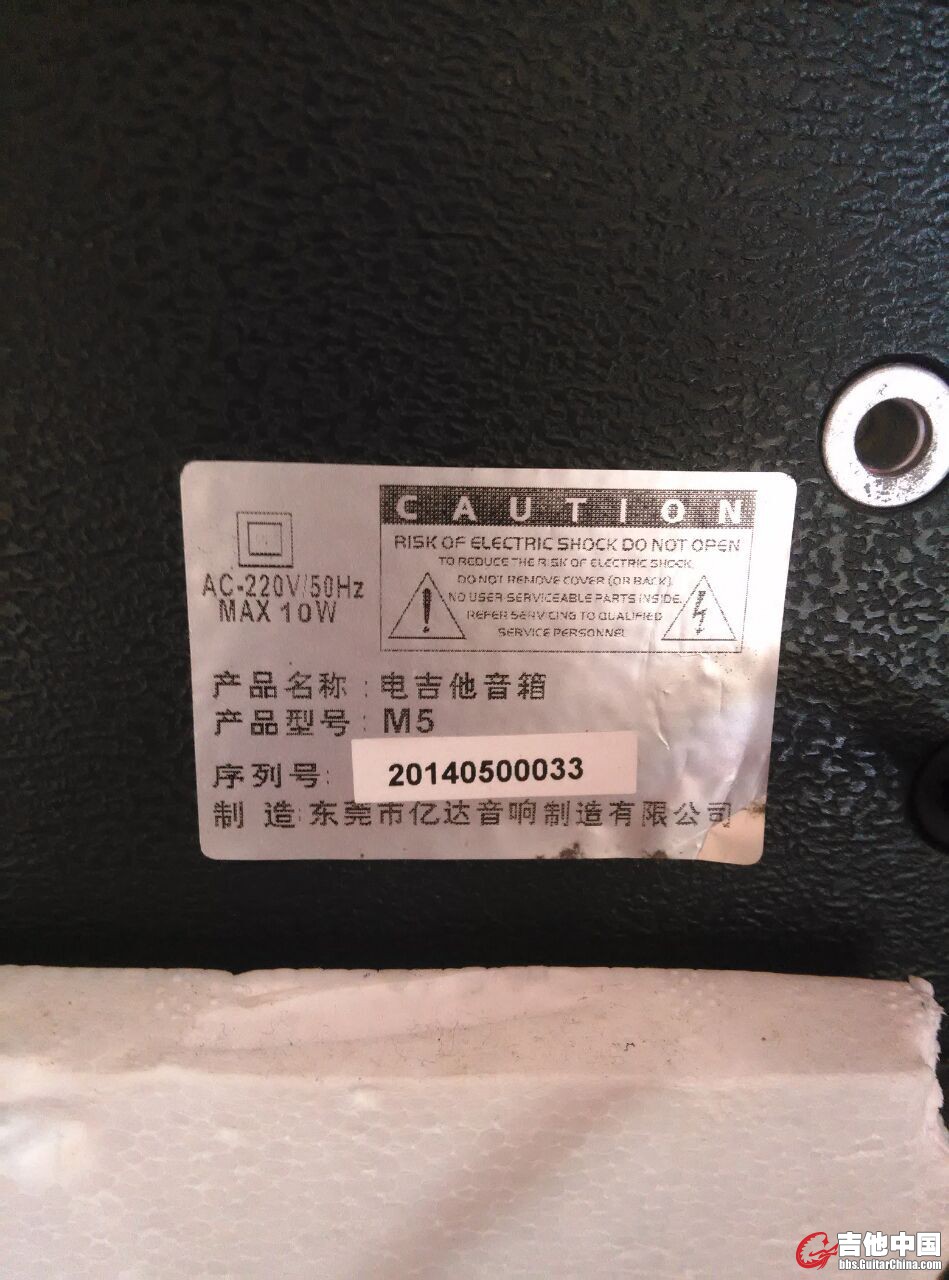 CAUTION
RISK OF ELECTRIC SHOCK DO NOT OPEN
TO REDUCE THE RISK OF ELECTRIC SHOCK,
DO NOT REMOVE COVER (OR BACK).
NO USER-SERVICEABLE PARTS INSIDE.
REFER SERVICING TO QUALIFIED
SERVICE PERSONNEL
AC-220V/50Hz
MAX 10W
产品名称:电吉他音箱
产品型号:M5
序列号:20140500033
制 造:东莞市亿达音响制造有限公司
吉他中国
bbs.GuitarChina.com